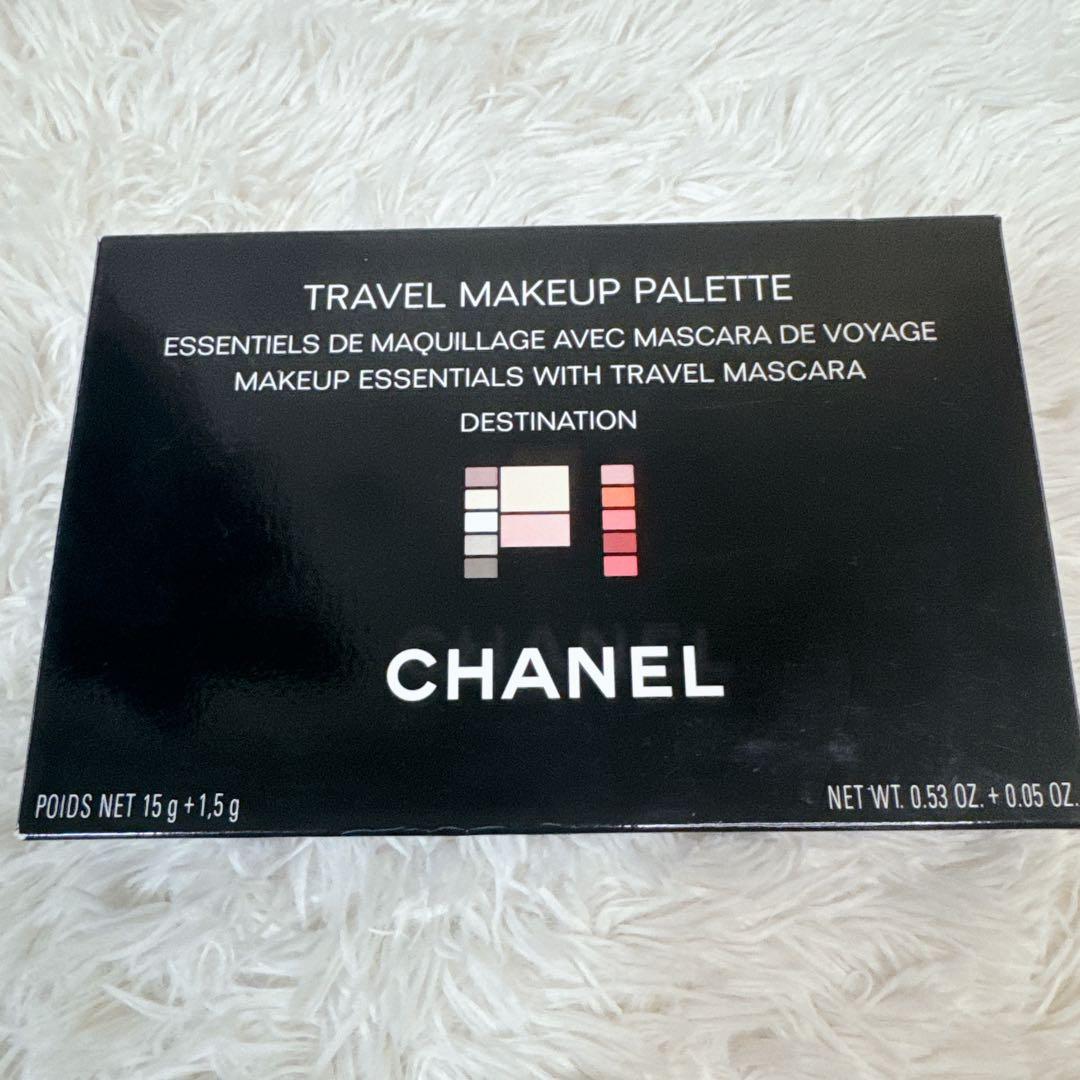 TRAVEL MAKEUP PALETTE
ESSENTIELS DE MAQUILLAGE AVEC MASCARA DE VOYAGE
MAKEUP ESSENTIALS WITH TRAVEL MASCARA
DESTINATION
CHANEL
POIDS NET 15 g + 1,5 g
NET WT. 0.53 OZ. + 0.05 OZ.